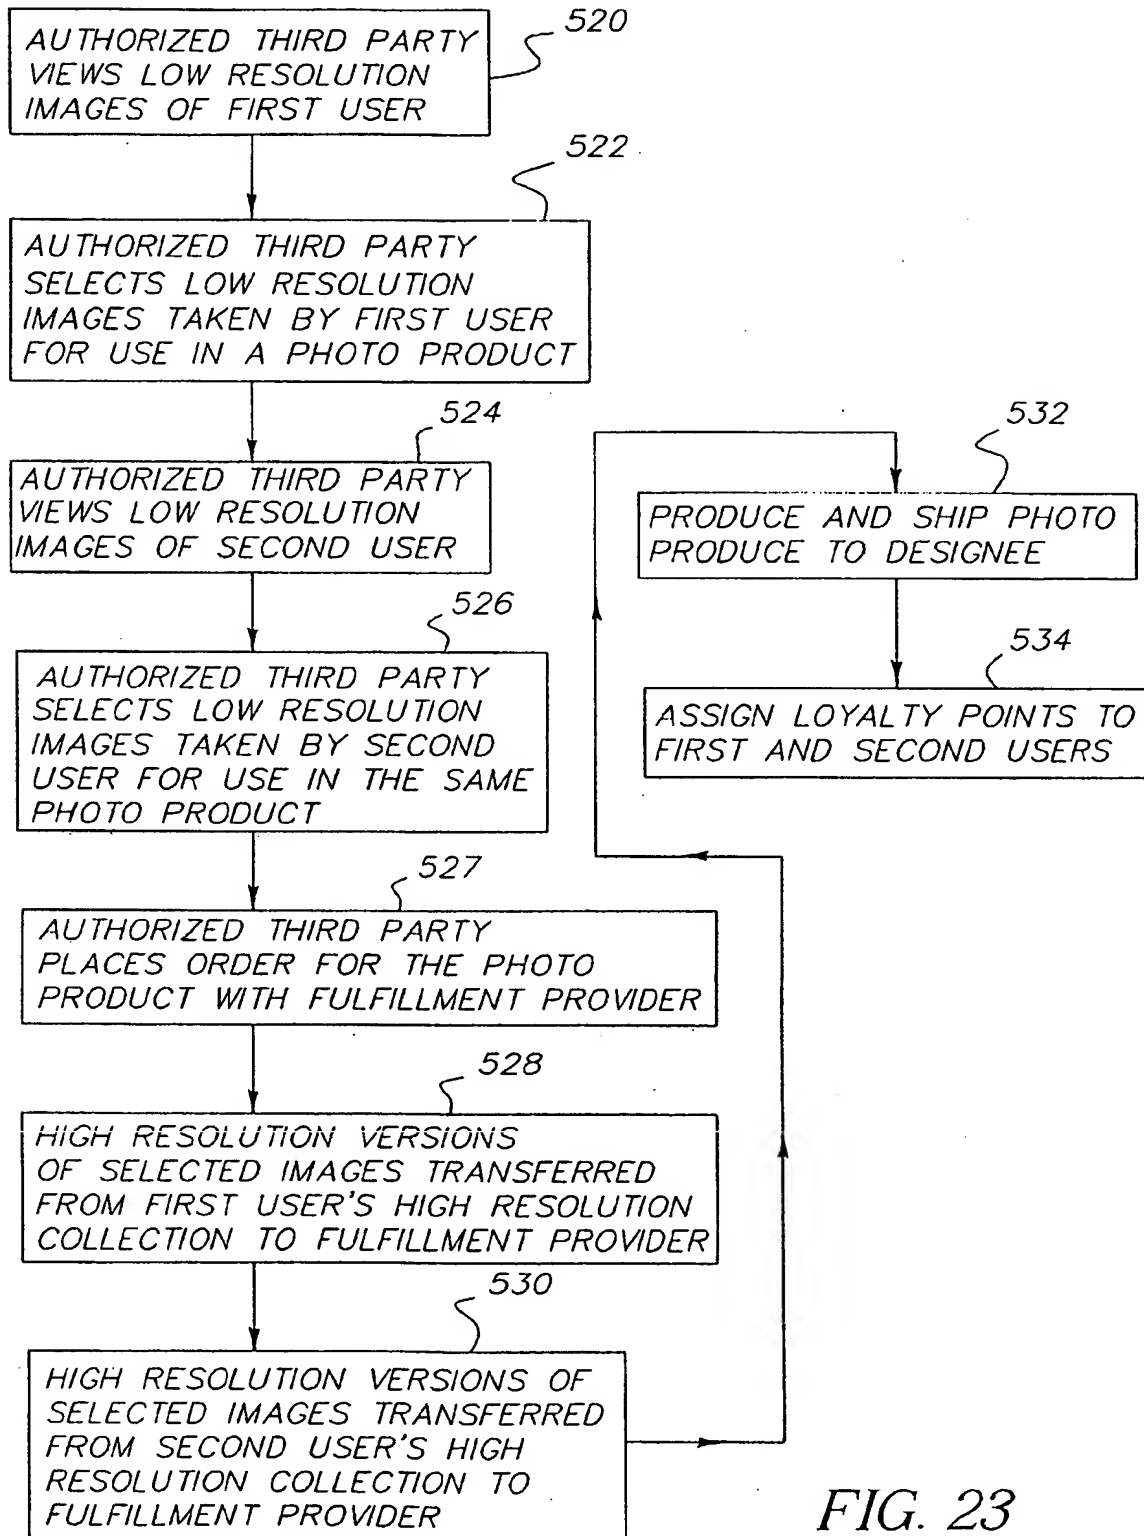 520
AUTHORIZED THIRD PARTY
VIEWS LOW RESOLUTION
IMAGES OF FIRST USER
522
AUTHORIZED THIRD PARTY
SELECTS LOW RESOLUTION
IMAGES TAKEN BY FIRST USER
FOR USE IN A PHOTO PRODUCT
524
AUTHORIZED THIRD PARTY
VIEWS LOW RESOLUTION
IMAGES OF SECOND USER
526
AUTHORIZED THIRD PARTY
SELECTS LOW RESOLUTION
IMAGES TAKEN BY SECOND
USER FOR USE IN THE SAME
PHOTO PRODUCT
527
AUTHORIZED THIRD PARTY
PLACES ORDER FOR THE PHOTO
PRODUCT WITH FULFILLMENT PROVIDER
528
HIGH RESOLUTION VERSIONS
OF SELECTED IMAGES TRANSFERRED
FROM FIRST USER'S HIGH RESOLUTION
COLLECTION TO FULFILLMENT PROVIDER
530
HIGH RESOLUTION VERSIONS OF
SELECTED IMAGES TRANSFERRED
FROM SECOND USER'S HIGH
RESOLUTION COLLECTION TO
FULFILLMENT PROVIDER
532
PRODUCE AND SHIP PHOTO
PRODUCE TO DESIGNEE
534
ASSIGN LOYALTY POINTS TO
FIRST AND SECOND USERS
FIG. 23